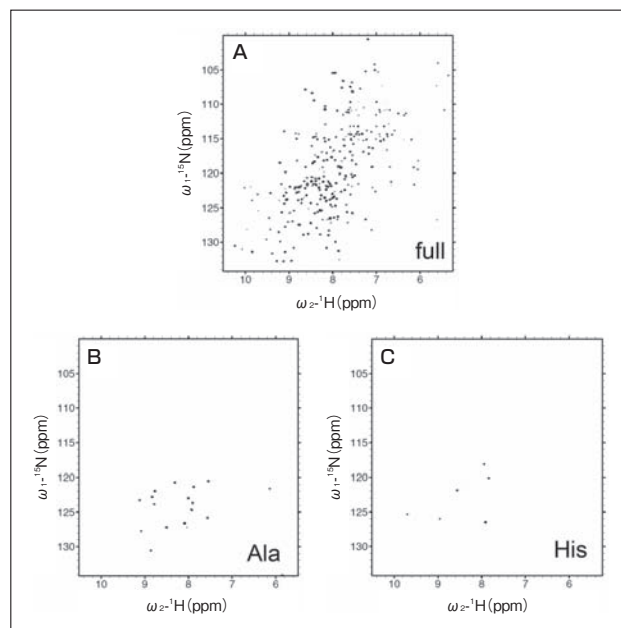 A
105
110
115
120
125
130
ω₁-¹⁵N(ppm)
full
10 9 8 7 6
ω₂-¹H(ppm)
B
105
110
115
120
125
130
ω₁-¹⁵N(ppm)
Ala
10 9 8 7 6
ω₂-¹H(ppm)
C
105
110
115
120
125
130
ω₁-¹⁵N(ppm)
His
10 9 8 7 6
ω₂-¹H(ppm)